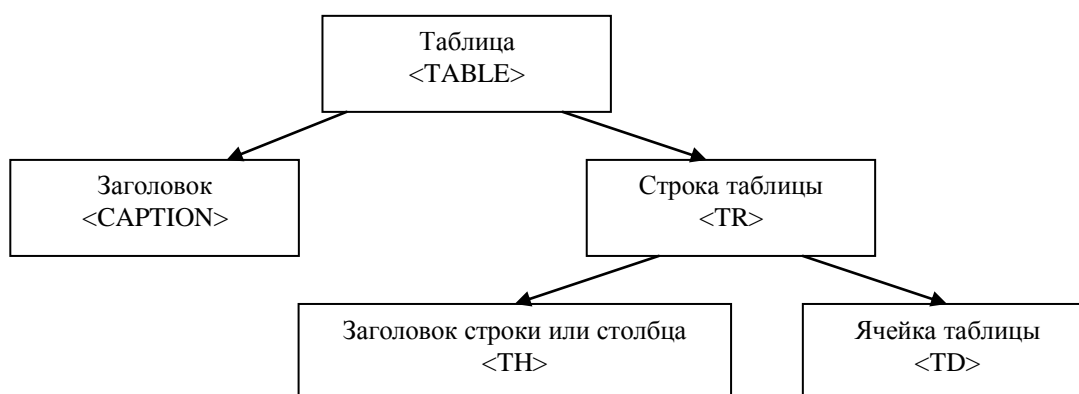 Таблица
<TABLE>
Заголовок
<CAPTION>
Строка таблицы
<TR>
Заголовок строки или столбца
<TH>
Ячейка таблицы
<TD>